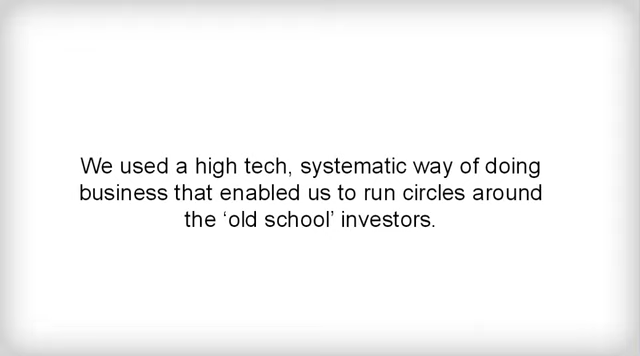 We used a high tech, systematic way of doing
business that enabled us to run circles around
the ‘old school’ investors.